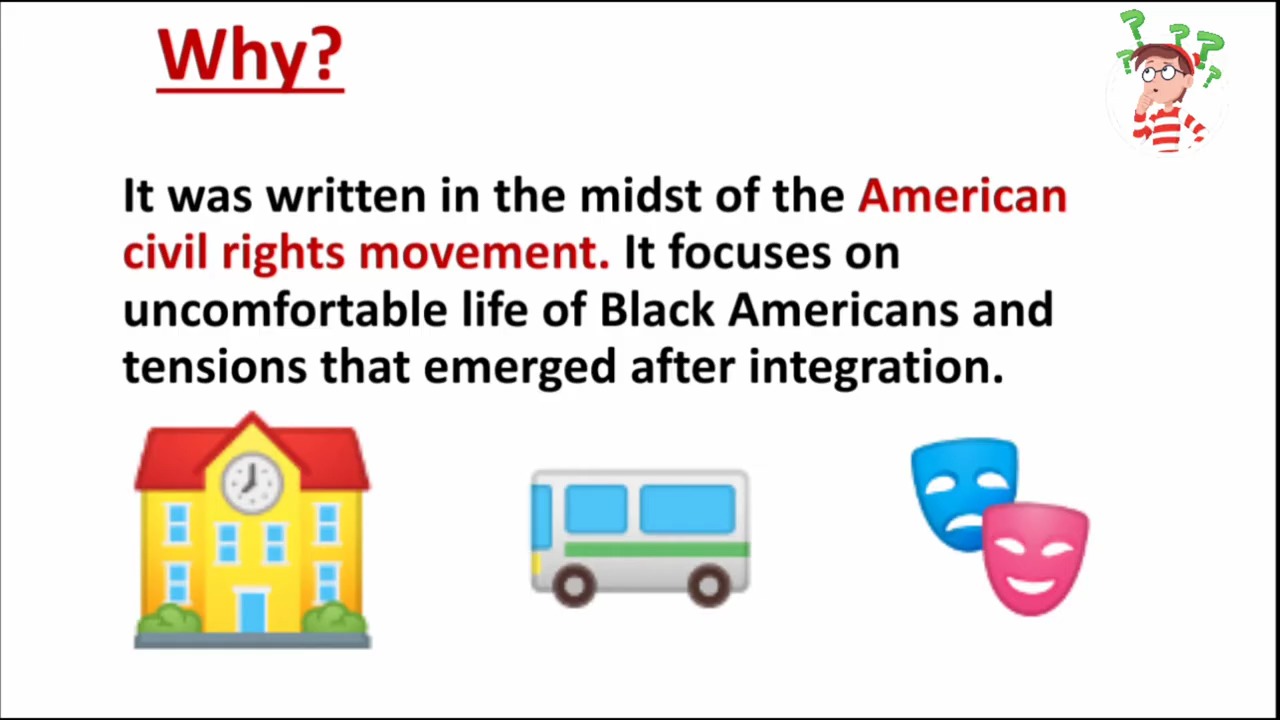 Why?
It was written in the midst of the American
civil rights movement. It focuses on
uncomfortable life of Black Americans and
tensions that emerged after integration.